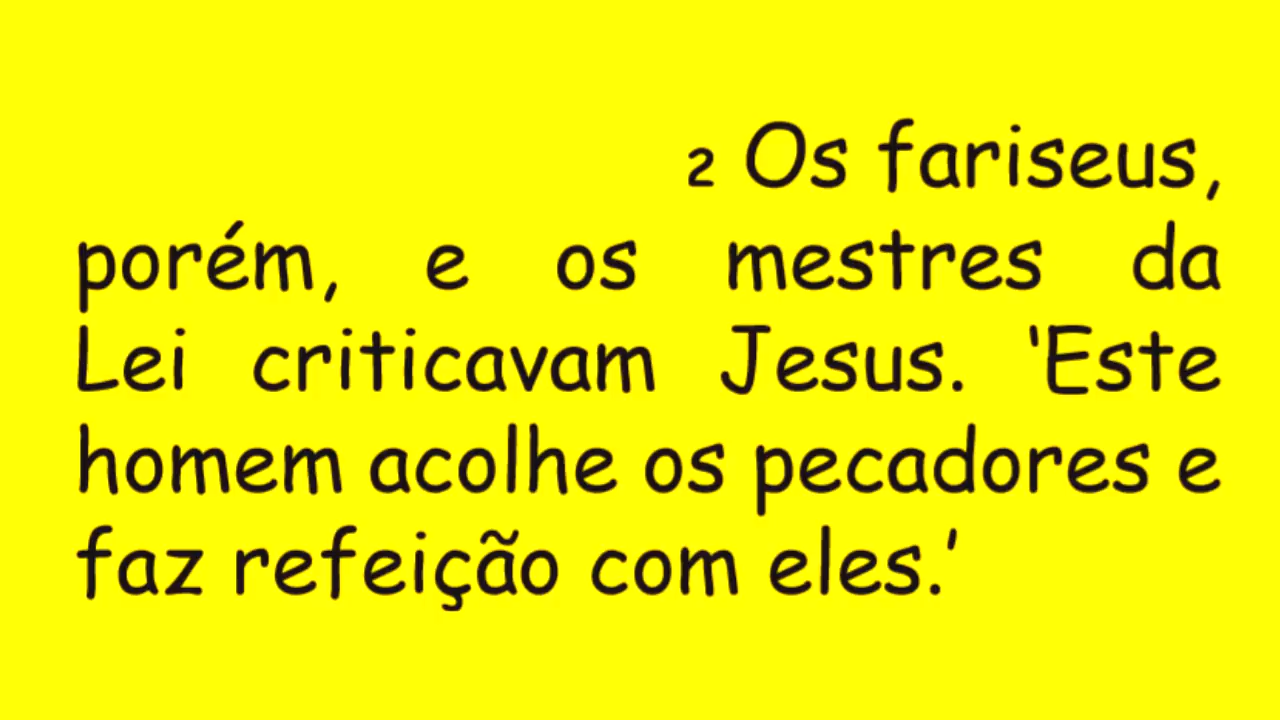 2 Os fariseus,
porém, e os mestres da
Lei criticavam Jesus. ‘Este
homem acolhe os pecadores e
faz refeição com eles.’